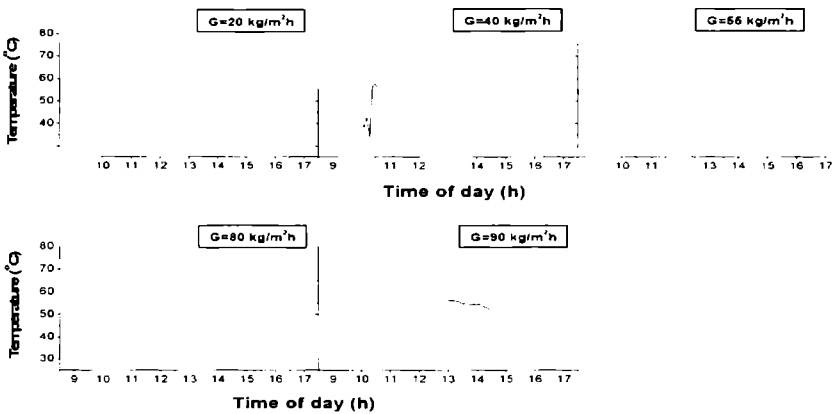 G=20 kg/m²h G=40 kg/m²h G=55 kg/m²h
Temperature (°C)
80
70
60
50
40
10 11 12 13 14 15 16 17 9 10 11 12 14 15 16 17 10 11 13 14 15 16 17
Time of day (h)
G=80 kg/m²h G=90 kg/m²h
Temperature (°C)
80
70
60
50
40
30
9 10 11 12 13 14 15 16 17 9 10 11 12 13 14 15 16 17
Time of day (h)